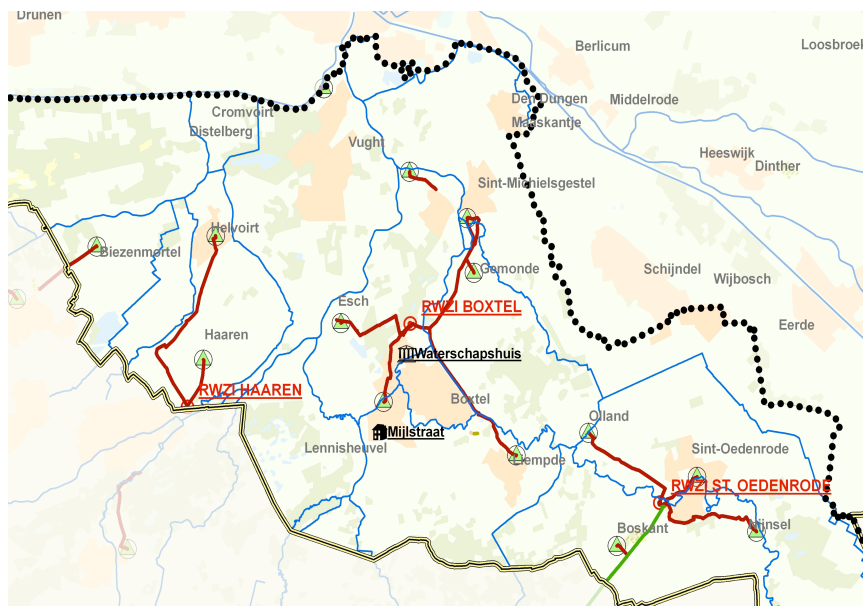 Drunen
Berlicum
Loosbroek
Den Dungen
Middelrode
Cromvoirt
Maaskantje
Distelberg
Vught
Heeswijk
Dinther
Sint-Michielsgestel
Helvoirt
Biezenmortel
Gemonde
Schijndel
Wijbosch
Esch
RWZI BOXTEL
Eerde
Haaren
Waterschapshuis
RWZI HAAREN
Boxtel
Olland
Mijlstraat
Lennisheuvel
Sint-Oedenrode
Liempde
RWZI ST. OEDENRODE
Boskant
Nijnsel